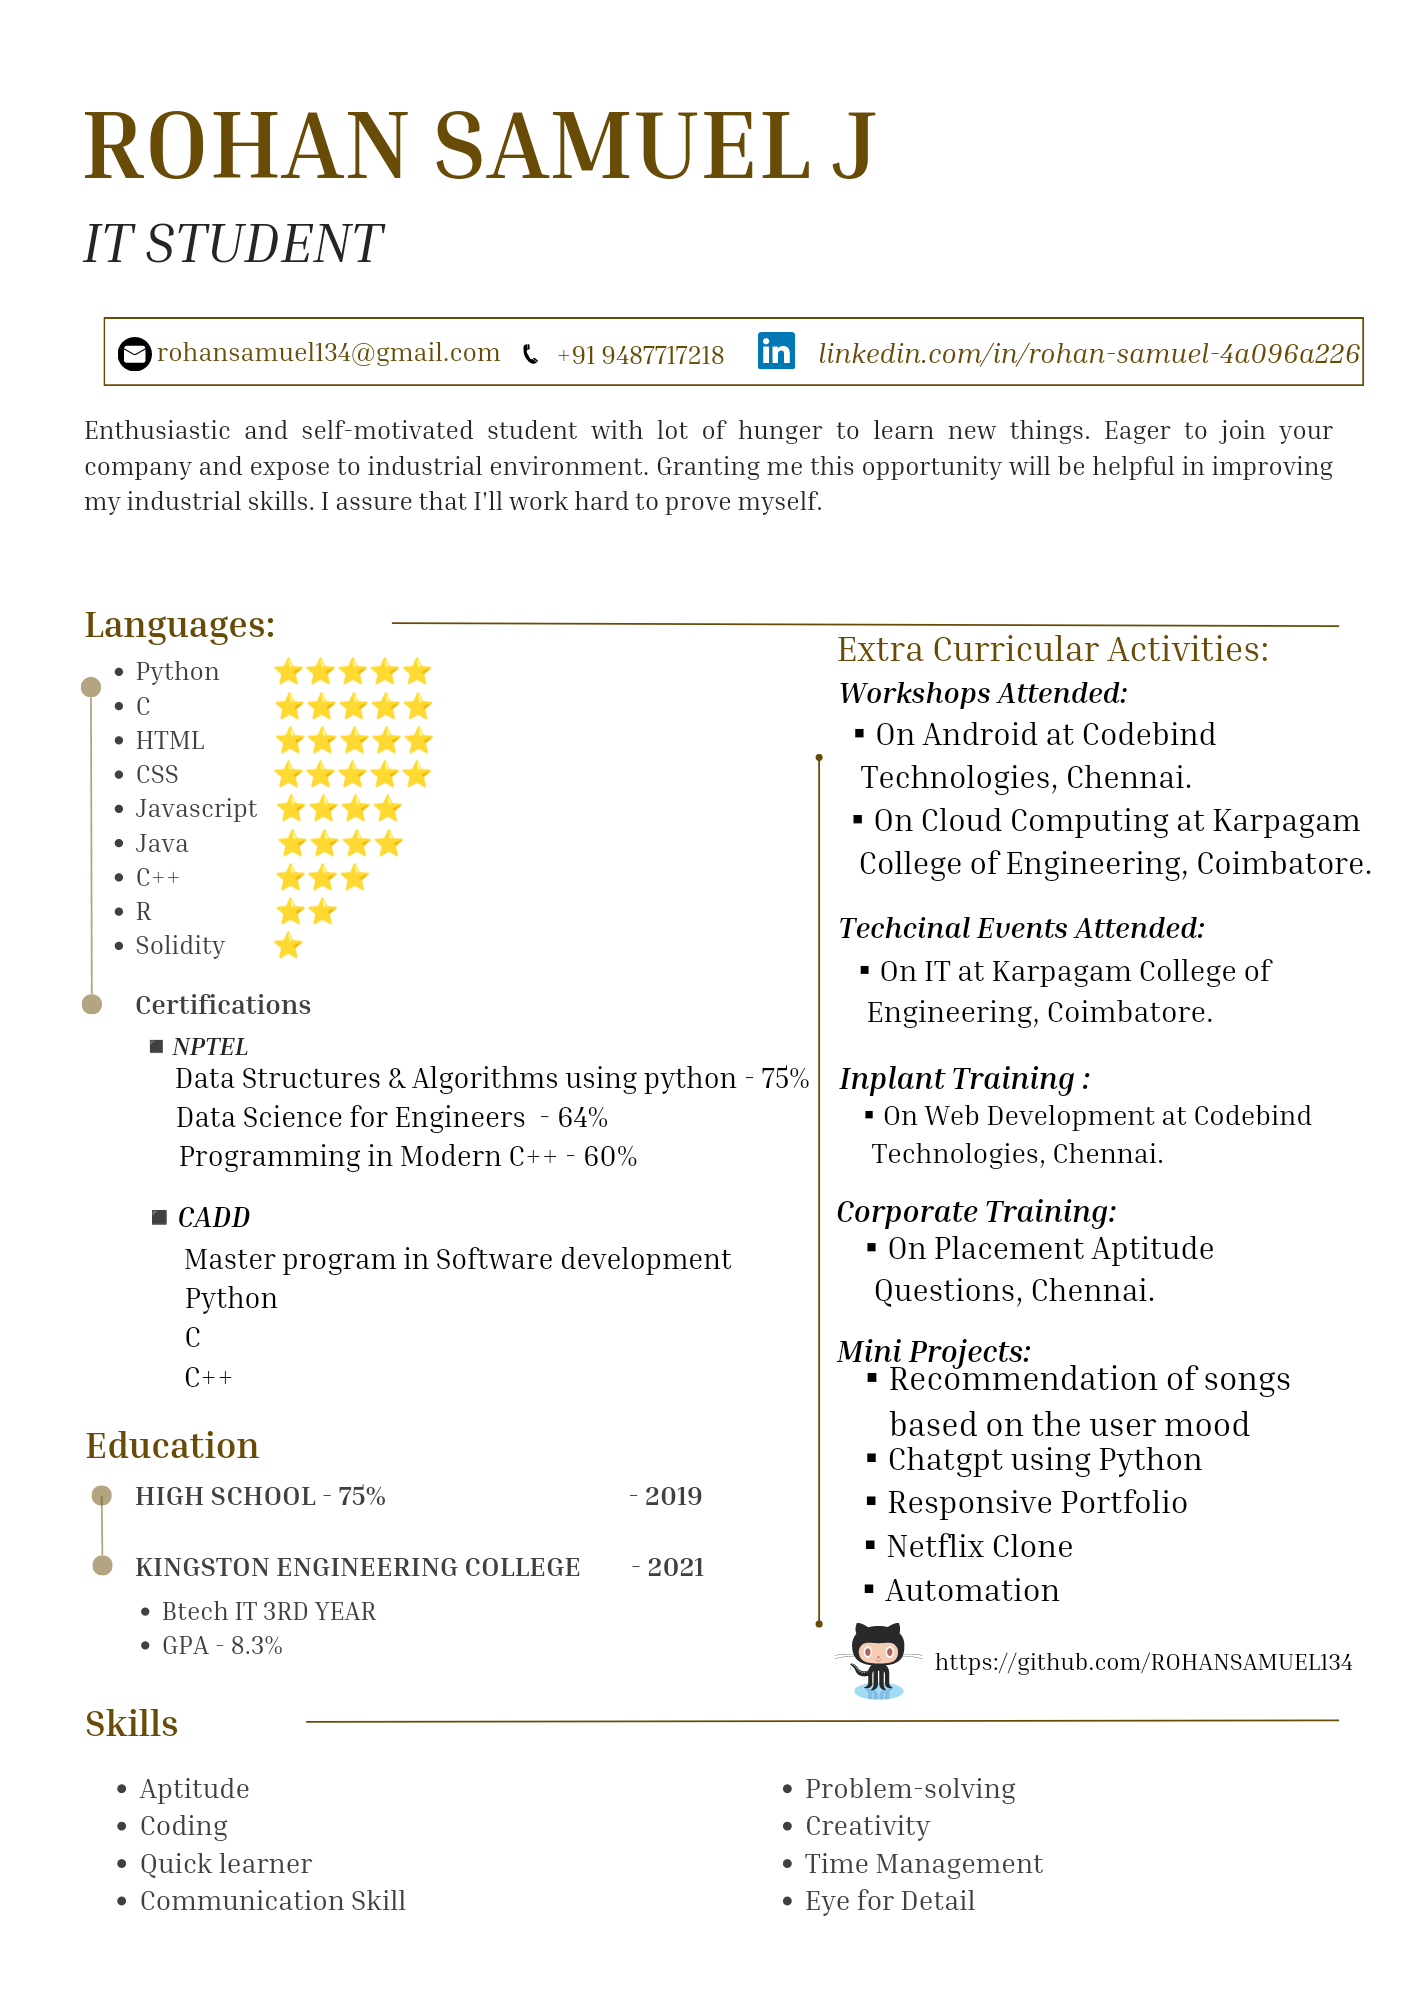 ROHAN SAMUEL J
IT STUDENT
rohansamuel134@gmail.com +91 9487717218 in linkedin.com/in/rohan-samuel-4a096a226
Enthusiastic and self-motivated student with lot of hunger to learn new things. Eager to join your
company and expose to industrial environment. Granting me this opportunity will be helpful in improving
my industrial skills. I assure that I'll work hard to prove myself.
Languages:
• Python ⭐⭐⭐⭐⭐
• C ⭐⭐⭐⭐⭐
• HTML ⭐⭐⭐⭐⭐
• CSS ⭐⭐⭐⭐⭐
• Javascript ⭐⭐⭐⭐
• Java ⭐⭐⭐⭐
• C++ ⭐⭐⭐
• R ⭐⭐
• Solidity ⭐
Certifications
▪ NPTEL
Data Structures & Algorithms using python - 75%
Data Science for Engineers - 64%
Programming in Modern C++ - 60%
▪ CADD
Master program in Software development
Python
C
C++
Education
HIGH SCHOOL - 75% - 2019
KINGSTON ENGINEERING COLLEGE - 2021
• Btech IT 3RD YEAR
• GPA - 8.3%
Extra Curricular Activities:
Workshops Attended:
▪ On Android at Codebind
Technologies, Chennai.
▪ On Cloud Computing at Karpagam
College of Engineering, Coimbatore.
Techcinal Events Attended:
▪ On IT at Karpagam College of
Engineering, Coimbatore.
Inplant Training :
▪ On Web Development at Codebind
Technologies, Chennai.
Corporate Training:
▪ On Placement Aptitude
Questions, Chennai.
Mini Projects:
▪ Recommendation of songs
based on the user mood
▪ Chatgpt using Python
▪ Responsive Portfolio
▪ Netflix Clone
▪ Automation
https://github.com/ROHANSAMUEL134
Skills
• Aptitude
• Coding
• Quick learner
• Communication Skill
• Problem-solving
• Creativity
• Time Management
• Eye for Detail